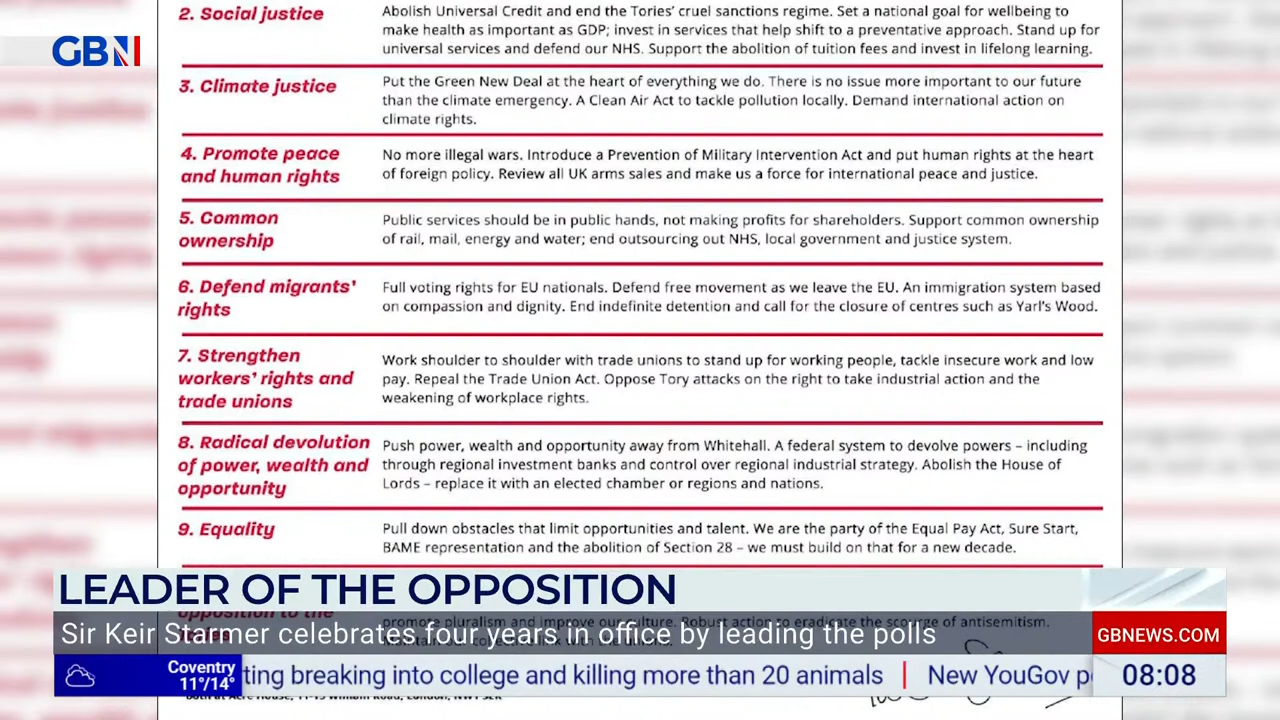 GBN
2. Social justice
Abolish Universal Credit and end the Tories’ cruel sanctions regime. Set a national goal for wellbeing to
make health as important as GDP; invest in services that help shift to a preventative approach. Stand up for
universal services and defend our NHS. Support the abolition of tuition fees and invest in lifelong learning.
3. Climate justice
Put the Green New Deal at the heart of everything we do. There is no issue more important to our future
than the climate emergency. A Clean Air Act to tackle pollution locally. Demand international action on
climate rights.
4. Promote peace
and human rights
No more illegal wars. Introduce a Prevention of Military Intervention Act and put human rights at the heart
of foreign policy. Review all UK arms sales and make us a force for international peace and justice.
5. Common
ownership
Public services should be in public hands, not making profits for shareholders. Support common ownership
of rail, mail, energy and water; end outsourcing out NHS, local government and justice system.
6. Defend migrants’
rights
Full voting rights for EU nationals. Defend free movement as we leave the EU. An immigration system based
on compassion and dignity. End indefinite detention and call for the closure of centres such as Yarl’s Wood.
7. Strengthen
workers’ rights and
trade unions
Work shoulder to shoulder with trade unions to stand up for working people, tackle insecure work and low
pay. Repeal the Trade Union Act. Oppose Tory attacks on the right to take industrial action and the
weakening of workplace rights.
8. Radical devolution
of power, wealth and
opportunity
Push power, wealth and opportunity away from Whitehall. A federal system to devolve powers – including
through regional investment banks and control over regional industrial strategy. Abolish the House of
Lords – replace it with an elected chamber or regions and nations.
9. Equality
Pull down obstacles that limit opportunities and talent. We are the party of the Equal Pay Act, Sure Start,
BAME representation and the abolition of Section 28 – we must build on that for a new decade.
opposition to the
promote pluralism and improve our culture. Robust action to eradicate the scourge of antisemitism.
LEADER OF THE OPPOSITION
Sir Keir Starmer celebrates four years in office by leading the polls
GBNEWS.COM
Coventry
11°/14°
ting breaking into college and killing more than 20 animals | New YouGov p
08:08